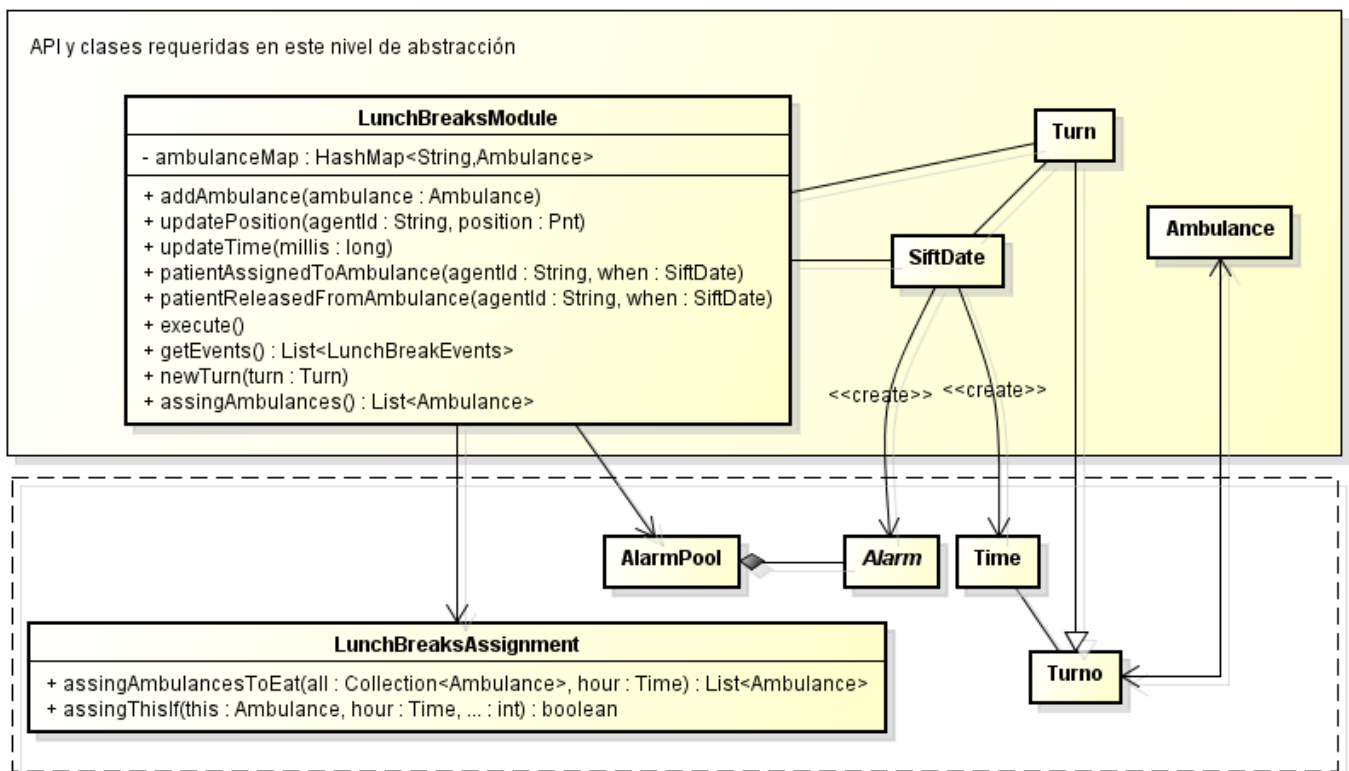 API y clases requeridas en este nivel de abstracción
LunchBreaksModule
- ambulanceMap : HashMap<String,Ambulance>
+ addAmbulance(ambulance : Ambulance)
+ updatePosition(agentId : String, position : Pnt)
+ updateTime(millis : long)
+ patientAssignedToAmbulance(agentId : String, when : SiftDate)
+ patientReleasedFromAmbulance(agentId : String, when : SiftDate)
+ execute()
+ getEvents() : List<LunchBreakEvents>
+ newTurn(turn : Turn)
+ assingAmbulances() : List<Ambulance>
Turn
SiftDate
Ambulance
<<create>>
<<create>>
AlarmPool
Alarm
Time
LunchBreaksAssignment
+ assingAmbulancesToEat(all : Collection<Ambulance>, hour : Time) : List<Ambulance>
+ assingThisIf(this : Ambulance, hour : Time, ... : int) : boolean
Turno